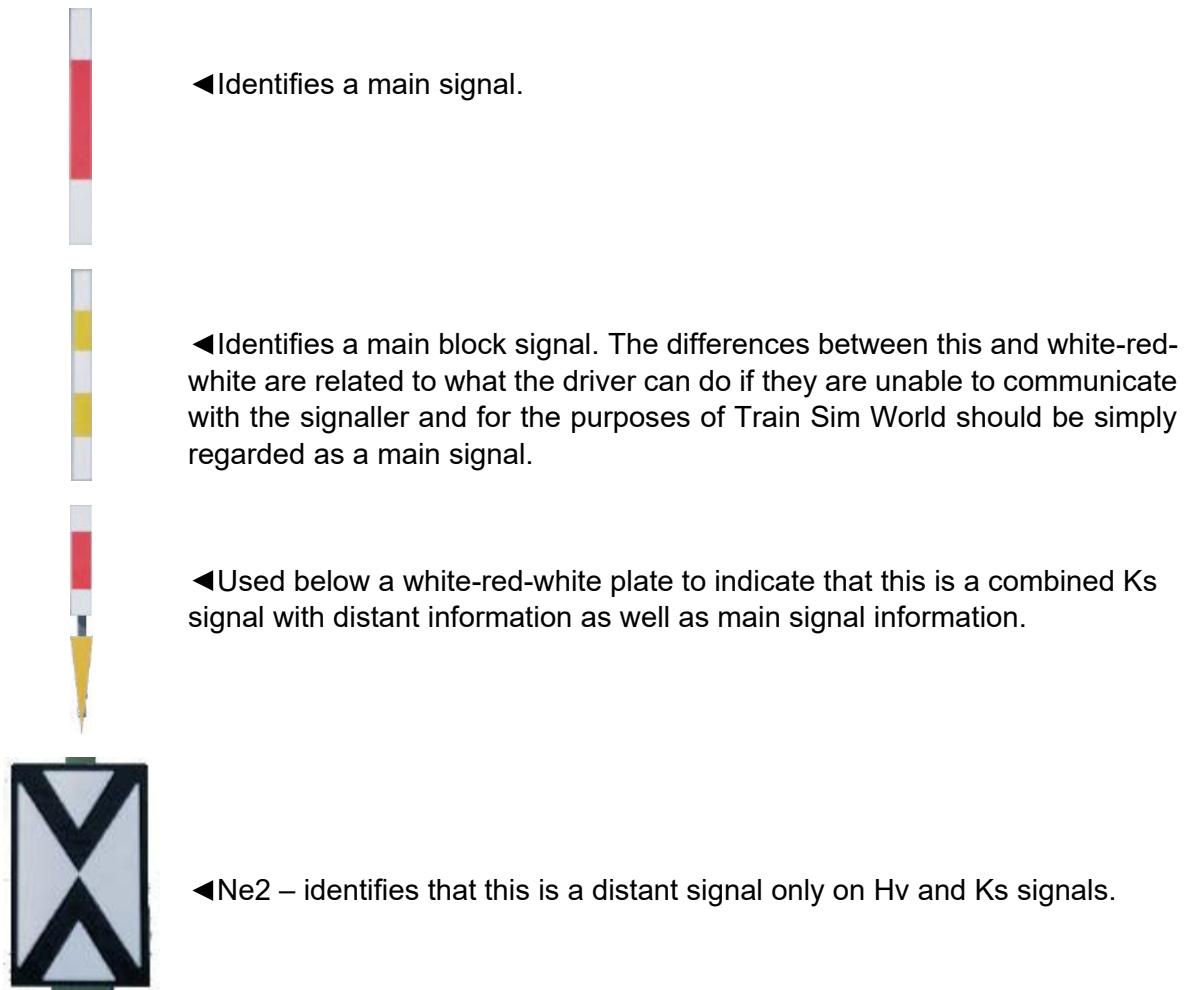 ◄Identifies a main signal.
◄Identifies a main block signal. The differences between this and white-red-
white are related to what the driver can do if they are unable to communicate
with the signaller and for the purposes of Train Sim World should be simply
regarded as a main signal.
◄Used below a white-red-white plate to indicate that this is a combined Ks
signal with distant information as well as main signal information.
◄Ne2 – identifies that this is a distant signal only on Hv and Ks signals.